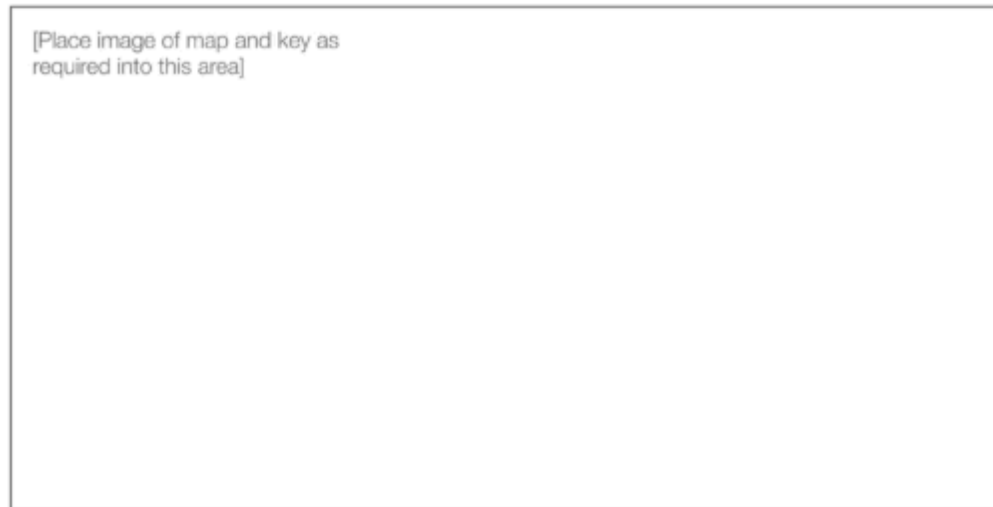 [Place image of map and key as
required into this area]